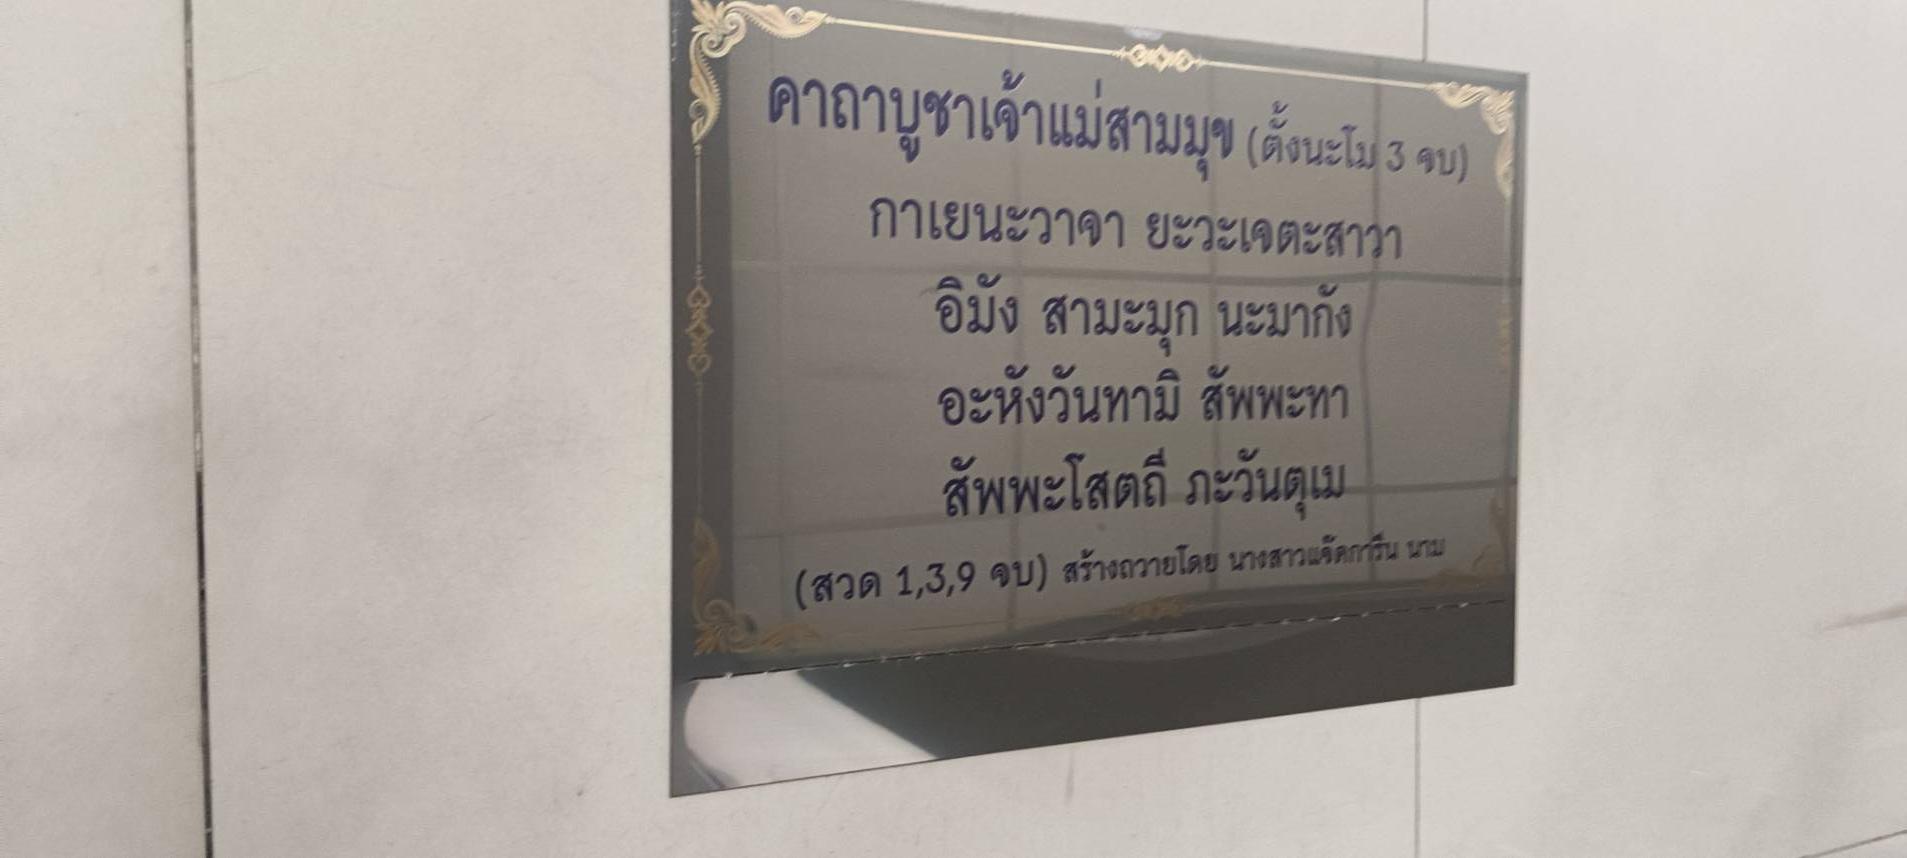 คาถาบูชาเจ้าแม่สามมุข (ตั้งนะโม 3 จบ)
กาเยนะวาจา ยะวะเจตะสาวา
อิมัง สามะมุก นะมากัง
อะหังวันทามิ สัพพะทา
สัพพะโสตถี ภะวันตุเม
(สวด 1,3,9 จบ) สร้างถวายโดย นางสาวแจ๊คการีน นาม